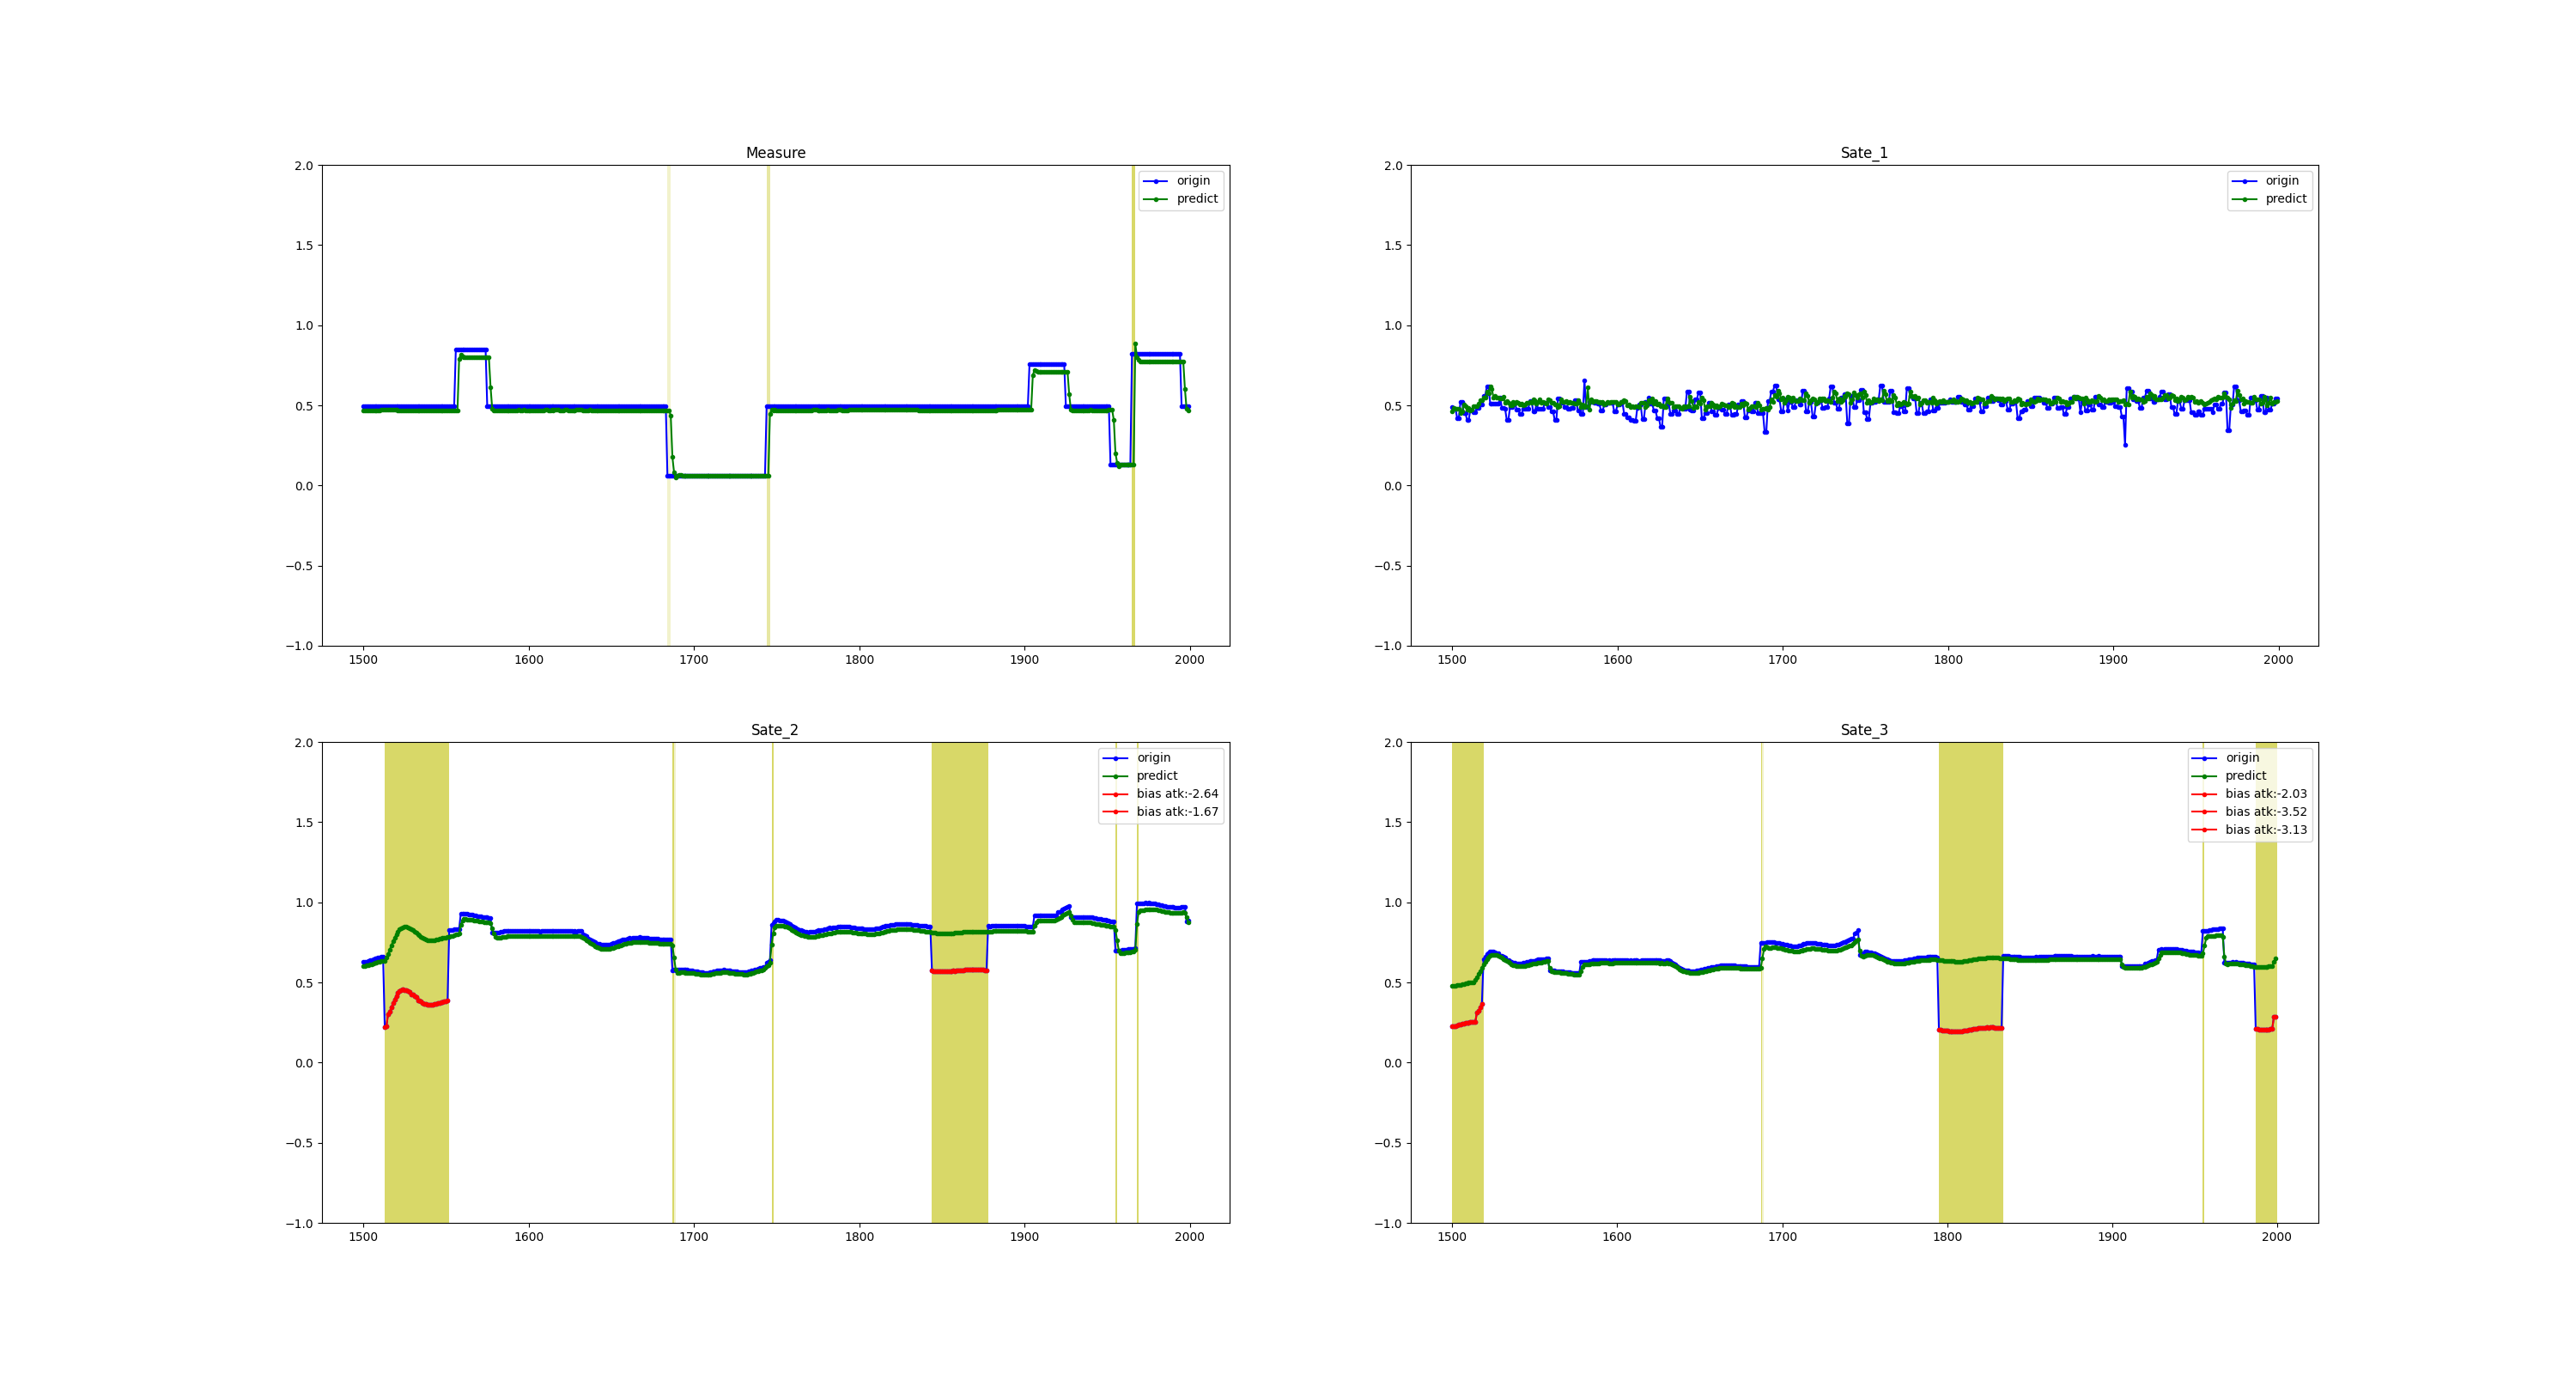 Measure
2.0
1.5
1.0
0.5
0.0
−0.5
−1.0
1500 1600 1700 1800 1900 2000
origin
predict
Sate_1
2.0
1.5
1.0
0.5
0.0
−0.5
−1.0
1500 1600 1700 1800 1900 2000
origin
predict
Sate_2
2.0
1.5
1.0
0.5
0.0
−0.5
−1.0
1500 1600 1700 1800 1900 2000
origin
predict
bias atk:-2.64
bias atk:-1.67
Sate_3
2.0
1.5
1.0
0.5
0.0
−0.5
−1.0
1500 1600 1700 1800 1900 2000
origin
predict
bias atk:-2.03
bias atk:-3.52
bias atk:-3.13